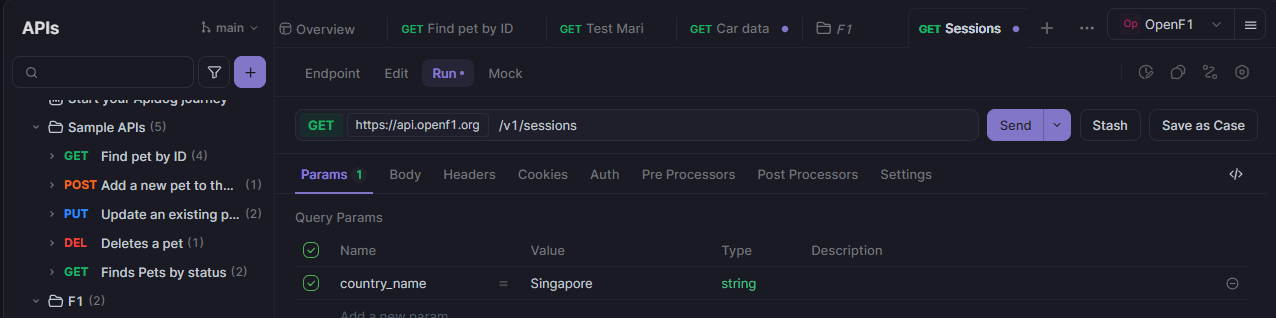 APIs
main
Overview
GET Find pet by ID
GET Test Mari
GET Car data
F1
GET Sessions
Op OpenF1
Start your Apidog journey
Sample APIs (5)
GET Find pet by ID (4)
POST Add a new pet to th... (1)
PUT Update an existing p... (2)
DEL Deletes a pet (1)
GET Finds Pets by status (2)
F1 (2)
Endpoint Edit Run Mock
GET https://api.openf1.org /v1/sessions Send Stash Save as Case
Params 1 Body Headers Cookies Auth Pre Processors Post Processors Settings
Query Params
Name Value Type Description
country_name = Singapore string
Add a new param